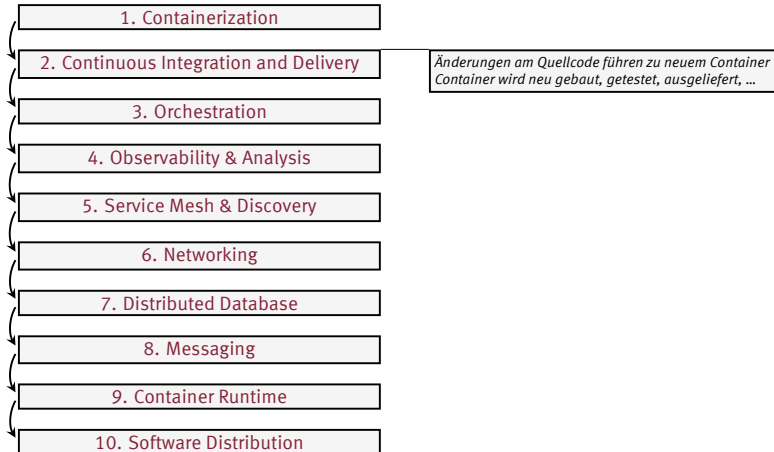 1. Containerization
2. Continuous Integration and Delivery
Änderungen am Quellcode führen zu neuem Container
Container wird neu gebaut, getestet, ausgeliefert, …
3. Orchestration
4. Observability & Analysis
5. Service Mesh & Discovery
6. Networking
7. Distributed Database
8. Messaging
9. Container Runtime
10. Software Distribution